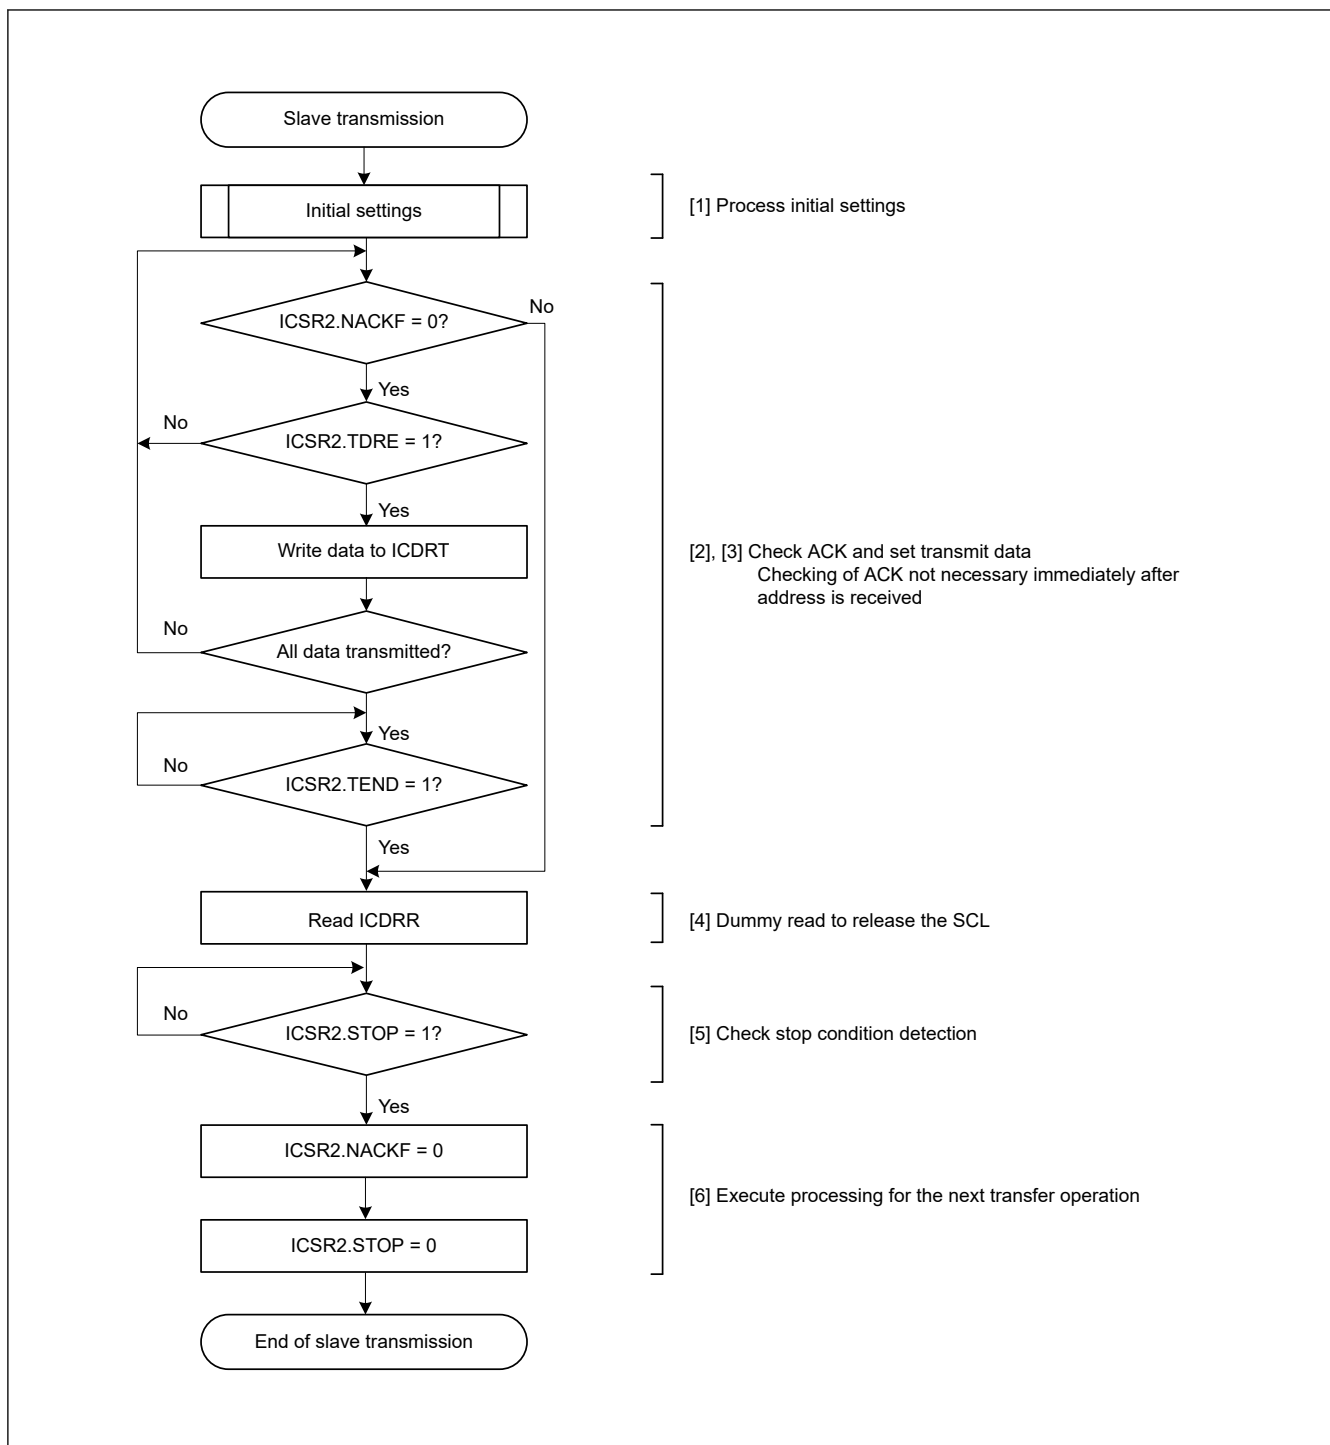 Slave transmission
Initial settings
[1] Process initial settings
ICSR2.NACKF = 0?
No
Yes
ICSR2.TDRE = 1?
No
Yes
Write data to ICDRT
[2], [3] Check ACK and set transmit data
Checking of ACK not necessary immediately after
address is received
All data transmitted?
No
Yes
ICSR2.TEND = 1?
No
Yes
Read ICDRR
[4] Dummy read to release the SCL
ICSR2.STOP = 1?
No
[5] Check stop condition detection
Yes
ICSR2.NACKF = 0
[6] Execute processing for the next transfer operation
ICSR2.STOP = 0
End of slave transmission